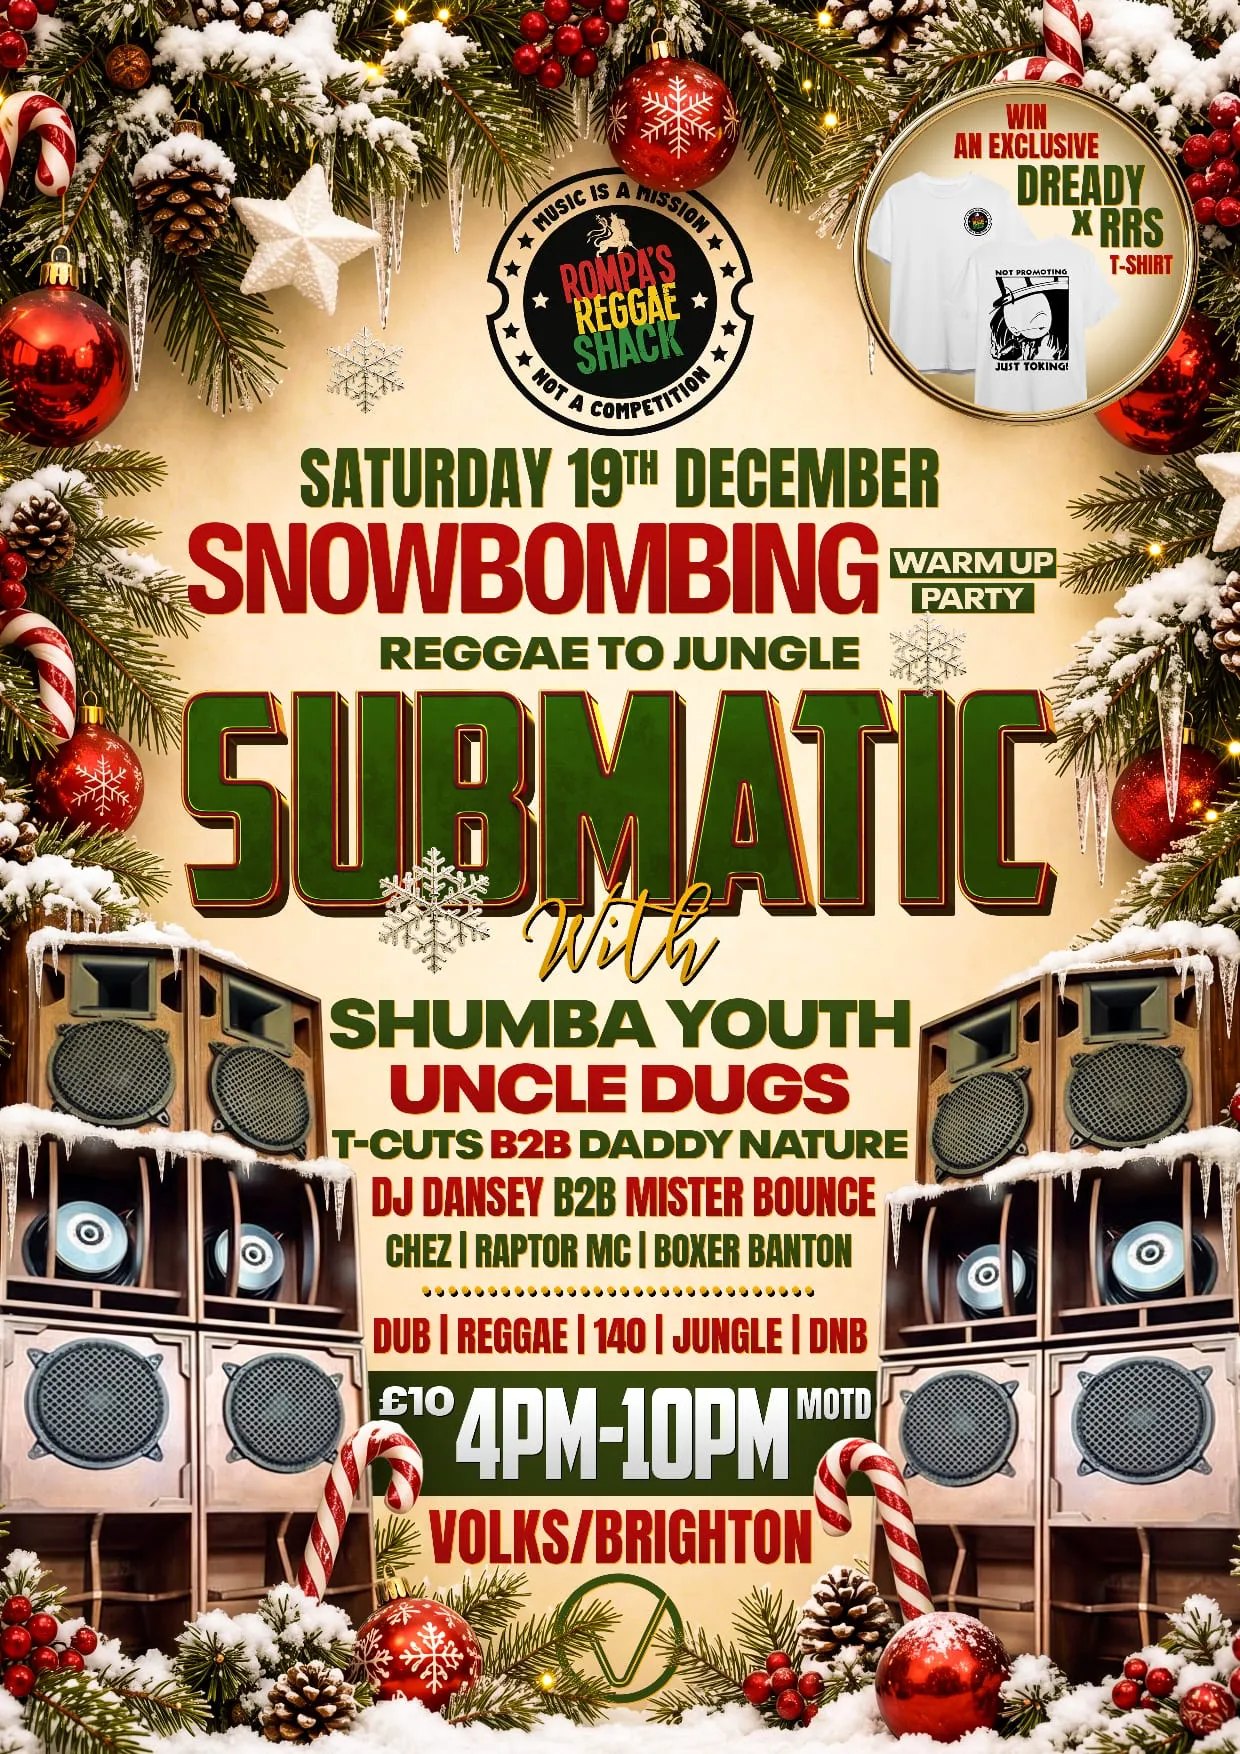 WIN
AN EXCLUSIVE
DREADY
X RRS
T-SHIRT
NOT PROMOTING
JUST TOKING!
MUSIC IS A MISSION
ROMPA'S
REGGAE
SHACK
NOT A COMPETITION
SATURDAY 19TH DECEMBER
SNOWBOMBING
WARM UP
PARTY
REGGAE TO JUNGLE
SUBMATIC
With
SHUMBA YOUTH
UNCLE DUGS
T-CUTS B2B DADDY NATURE
DJ DANSEY B2B MISTER BOUNCE
CHEZ | RAPTOR MC | BOXER BANTON
DUB | REGGAE | 140 | JUNGLE | DNB
£10 4PM-10PM MOTD
VOLKS/BRIGHTON
V